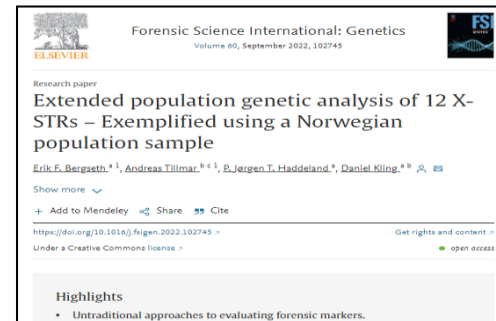 Forensic Science International: Genetics
Volume 60, September 2022, 102745
ELSEVIER
FSI
Research paper
Extended population genetic analysis of 12 X-
STRs – Exemplified using a Norwegian
population sample
Erik F. Bergseth a 1, Andreas Tillmar b c 1, P. Jørgen T. Haddeland a, Daniel Kling a b
Show more
+ Add to Mendeley Share Cite
https://doi.org/10.1016/j.fsigen.2022.102745 Get rights and content
Under a Creative Commons license open access
Highlights
• Untraditional approaches to evaluating forensic markers.